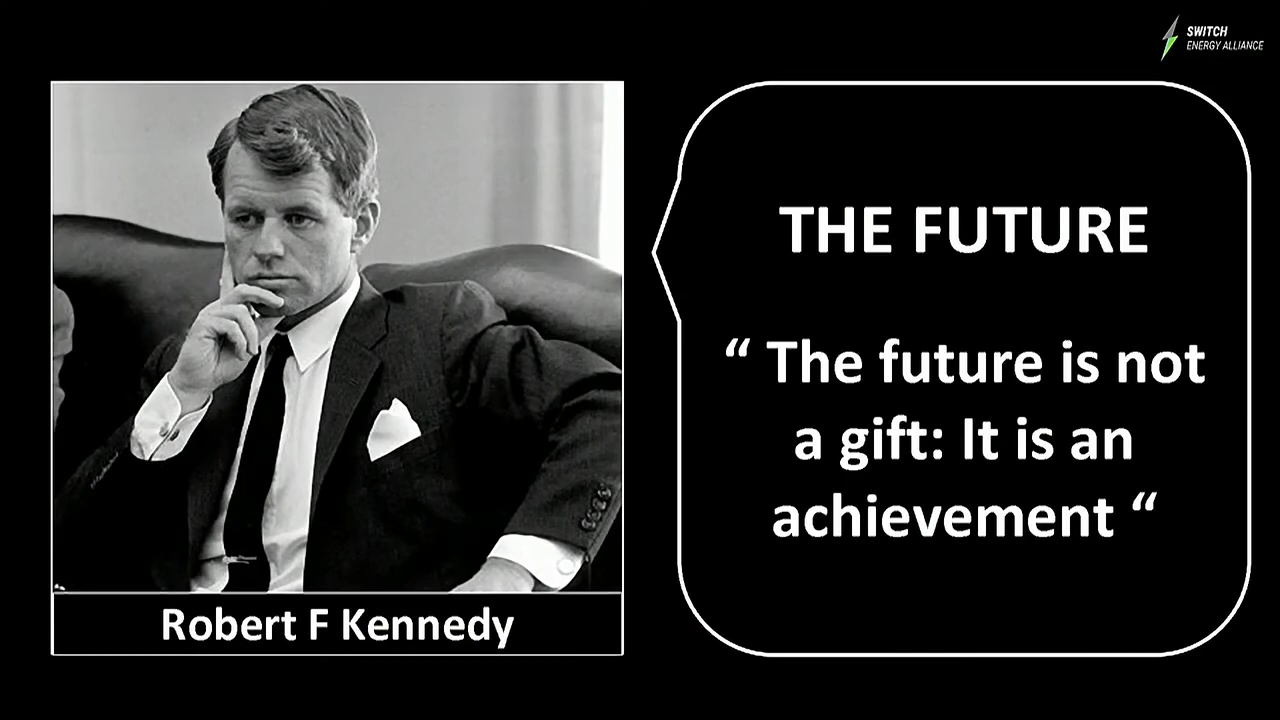 SWITCH
ENERGY ALLIANCE
THE FUTURE
“ The future is not
a gift: It is an
achievement “
Robert F Kennedy